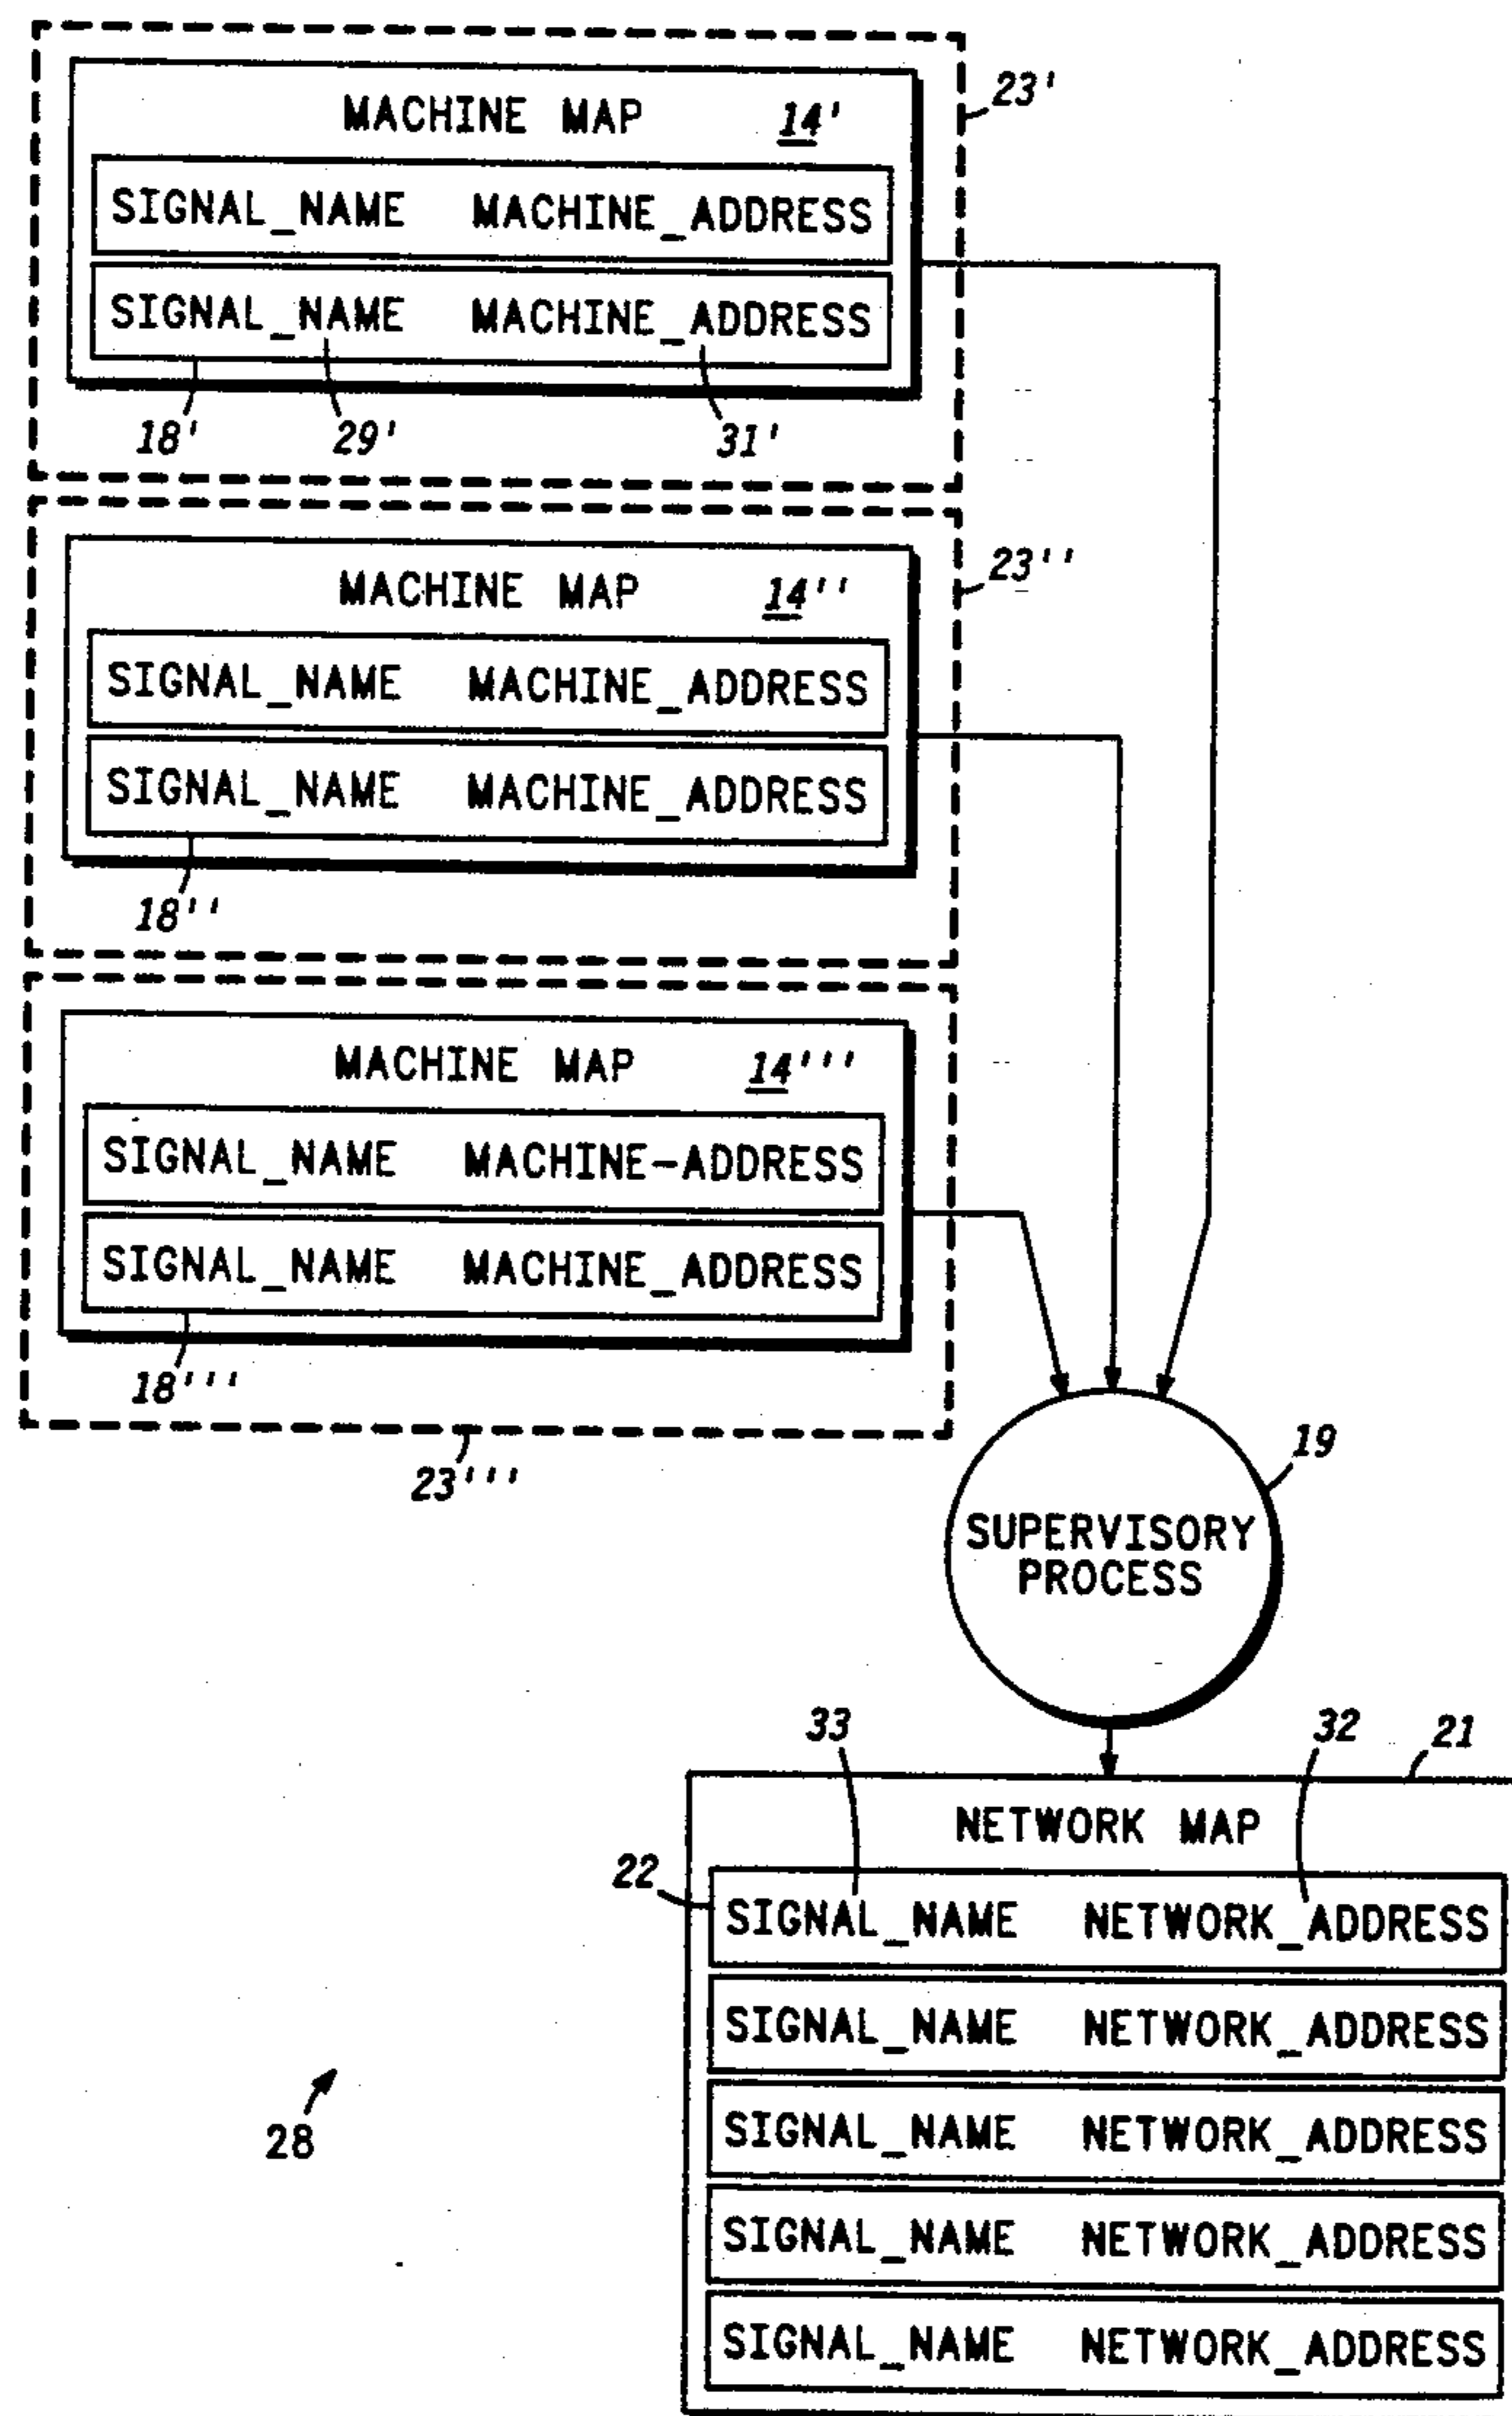 MACHINE MAP 14'
23'
SIGNAL_NAME MACHINE_ADDRESS
SIGNAL_NAME MACHINE_ADDRESS
18' 29' 31'
MACHINE MAP 14''
23''
SIGNAL_NAME MACHINE_ADDRESS
SIGNAL_NAME MACHINE_ADDRESS
18''
MACHINE MAP 14'''
SIGNAL_NAME MACHINE-ADDRESS
SIGNAL_NAME MACHINE_ADDRESS
18'''
23'''
19
SUPERVISORY
PROCESS
33 32 21
NETWORK MAP
22
SIGNAL_NAME NETWORK_ADDRESS
SIGNAL_NAME NETWORK_ADDRESS
SIGNAL_NAME NETWORK_ADDRESS
SIGNAL_NAME NETWORK_ADDRESS
SIGNAL_NAME NETWORK_ADDRESS
28